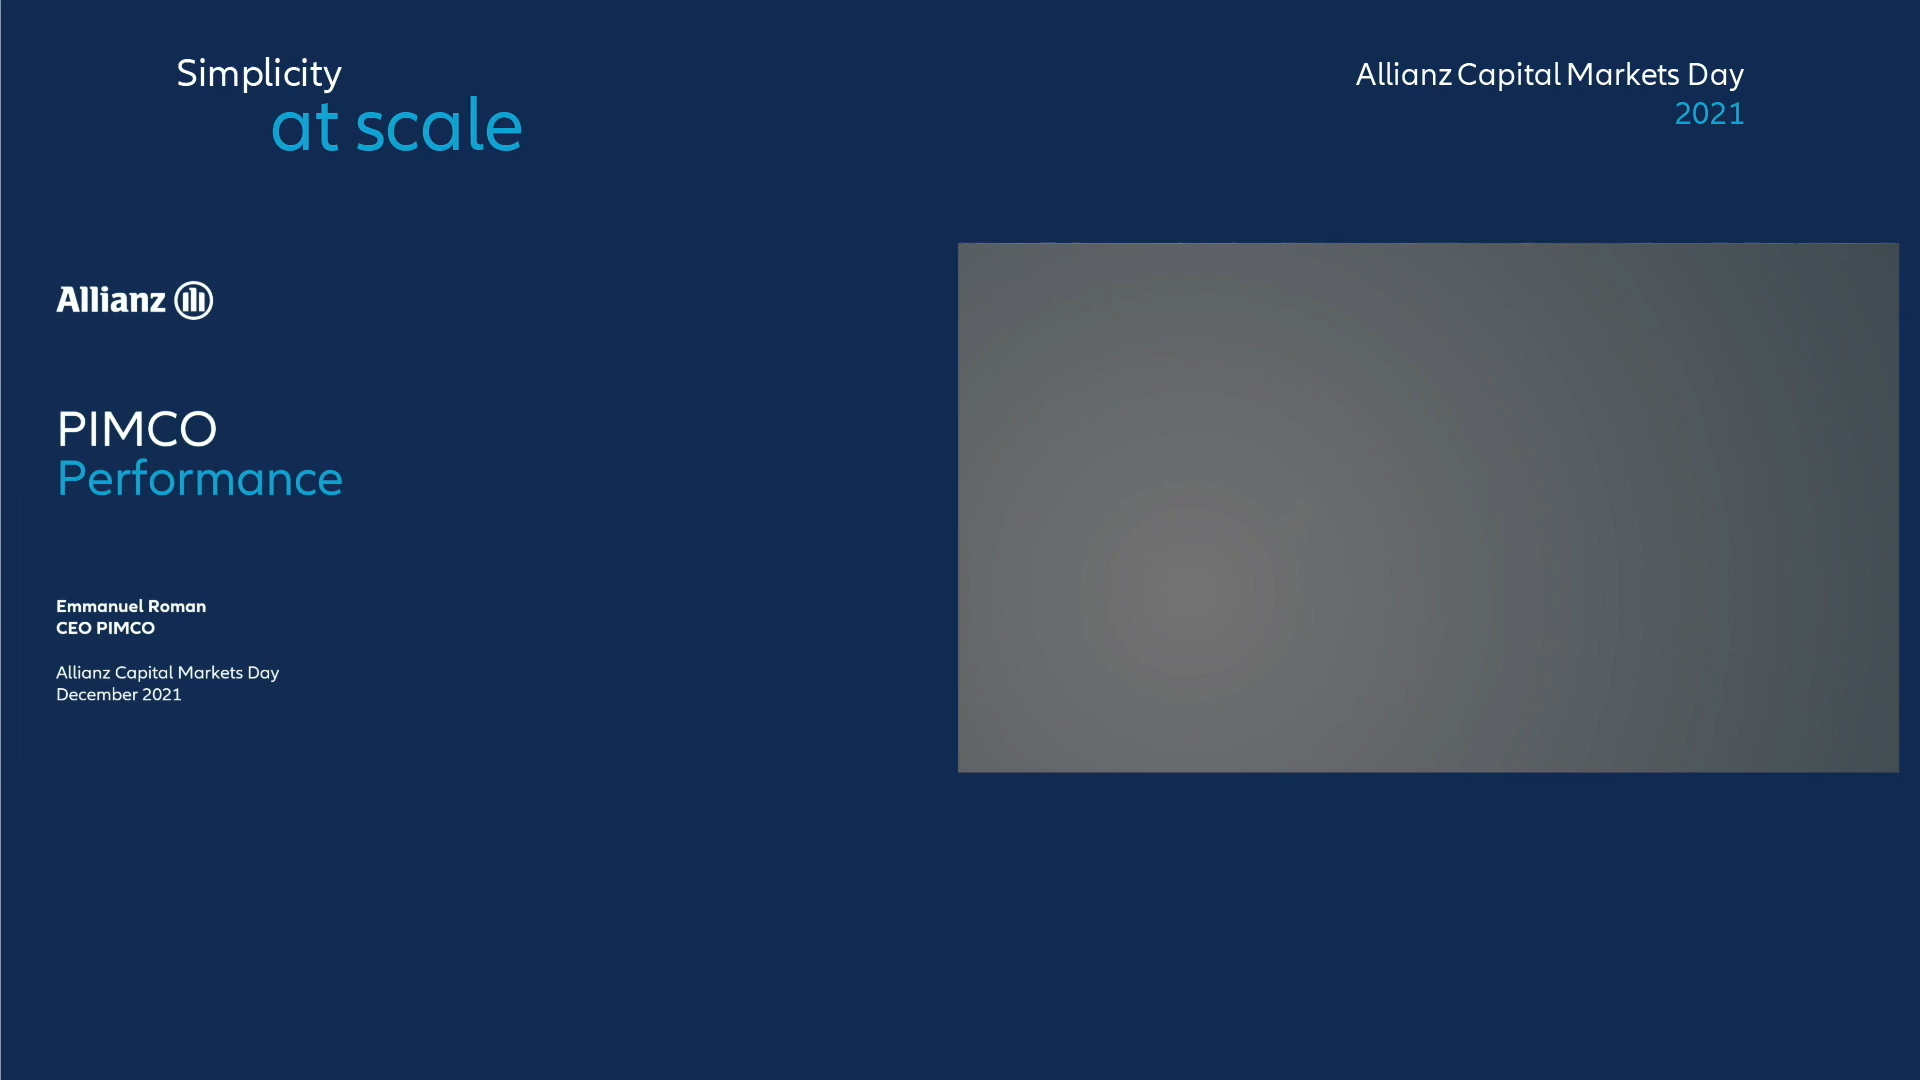 Simplicity
at scale
Allianz Capital Markets Day
2021
Allianz
PIMCO
Performance
Emmanuel Roman
CEO PIMCO
Allianz Capital Markets Day
December 2021